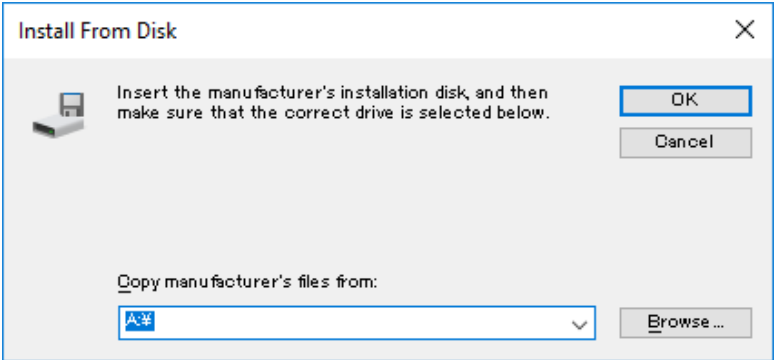 Install From Disk
Insert the manufacturer's installation disk, and then
make sure that the correct drive is selected below.
OK
Cancel
Copy manufacturer's files from:
A:¥
Browse...